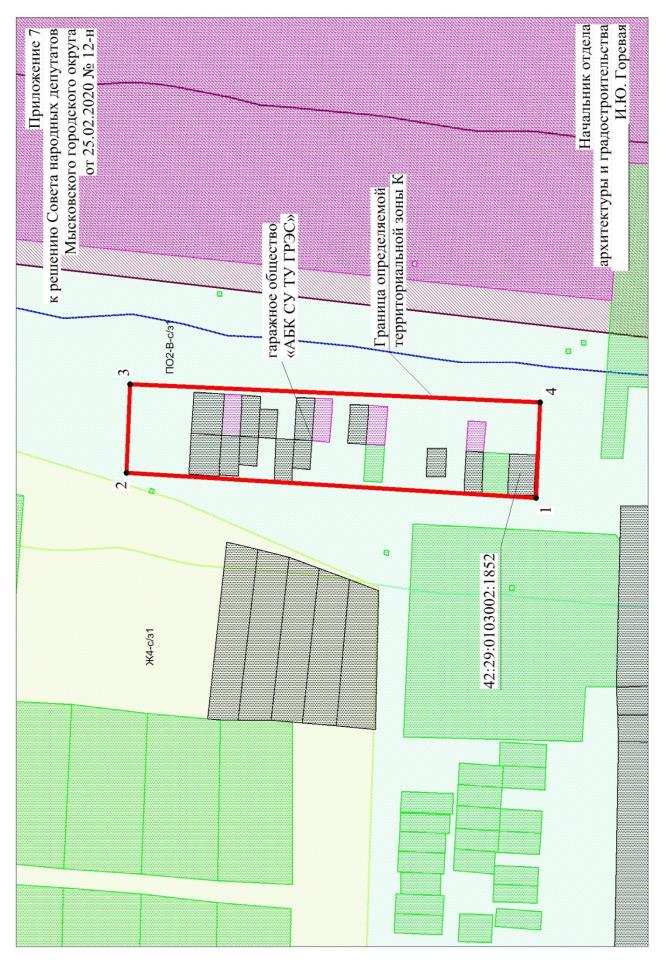 Приложение 7
к решению Совета народных депутатов
Мысковского городского округа
от 25.02.2020 № 12-н
гаражное общество
«АБК СУ ТУ ГРЭС»
Граница определяемой
территориальной зоны К
ПО2-В-с/з1
3
2
4
1
Ж4-с/з1
42:29:0103002:1852
Начальник отдела
архитектуры и градостроительства
И.Ю. Горевая